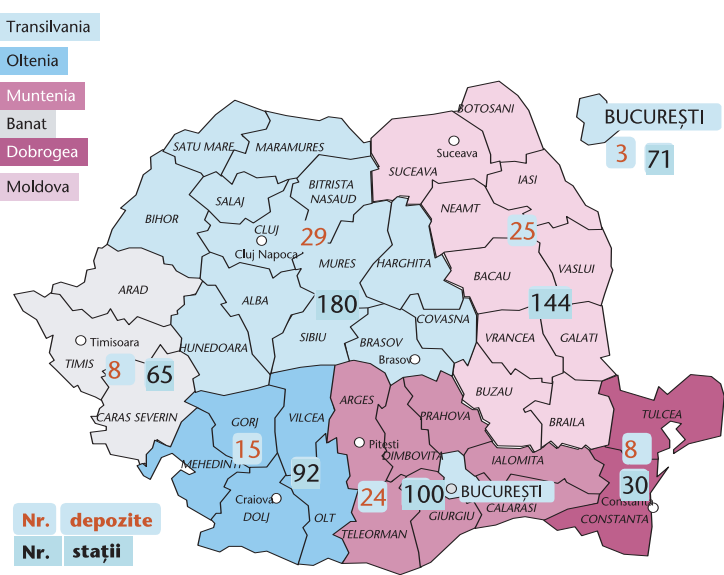 Transilvania
Oltenia
Muntenia
Banat
Dobrogea
Moldova
BOTOSANI
BUCUREȘTI
3 71
SATU MARE
MARAMURES
Suceava
SUCEAVA
IASI
BITRISTA
NASAUD
SALAJ
NEAMT
BIHOR
CLUJ
29
25
Cluj Napoca
MURES
HARGHITA
BACAU
VASLUI
ARAD
ALBA
180
144
COVASNA
Timisoara
HUNEDOARA
SIBIU
BRASOV
Brasov
VRANCEA
GALATI
TIMIS
8 65
BUZAU
CARAS SEVERIN
GORJ
VILCEA
ARGES
PRAHOVA
BRAILA
TULCEA
15
Pitesti
DIMBOVITA
IALOMITA
8
MEHEDINTI
92
24
100
BUCUREȘTI
30
Craiova
DOLJ
OLT
GIURGIU
CALARASI
Constanta
CONSTANTA
TELEORMAN
Nr. depozite
Nr. stații